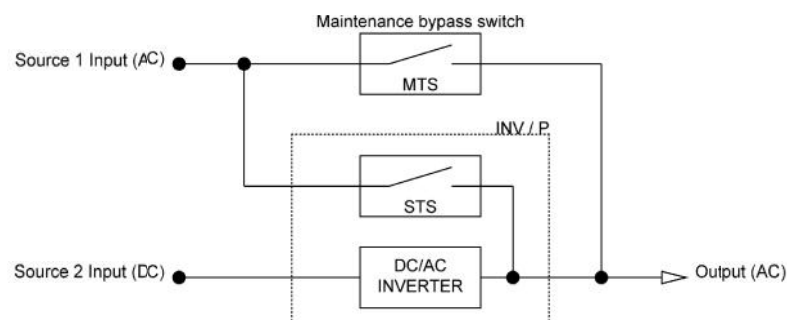 Maintenance bypass switch
Source 1 Input (AC)
MTS
INV / P
STS
Source 2 Input (DC)
DC/AC
INVERTER
Output (AC)